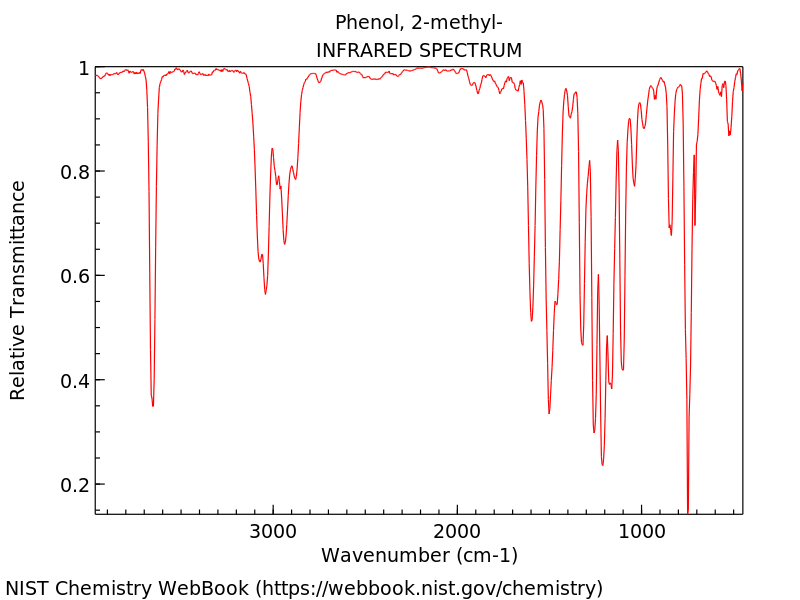 Phenol, 2-methyl-
INFRARED SPECTRUM
1
0.8
0.6
0.4
0.2
Relative Transmittance
3000
2000
1000
Wavenumber (cm-1)
NIST Chemistry WebBook (https://webbook.nist.gov/chemistry)